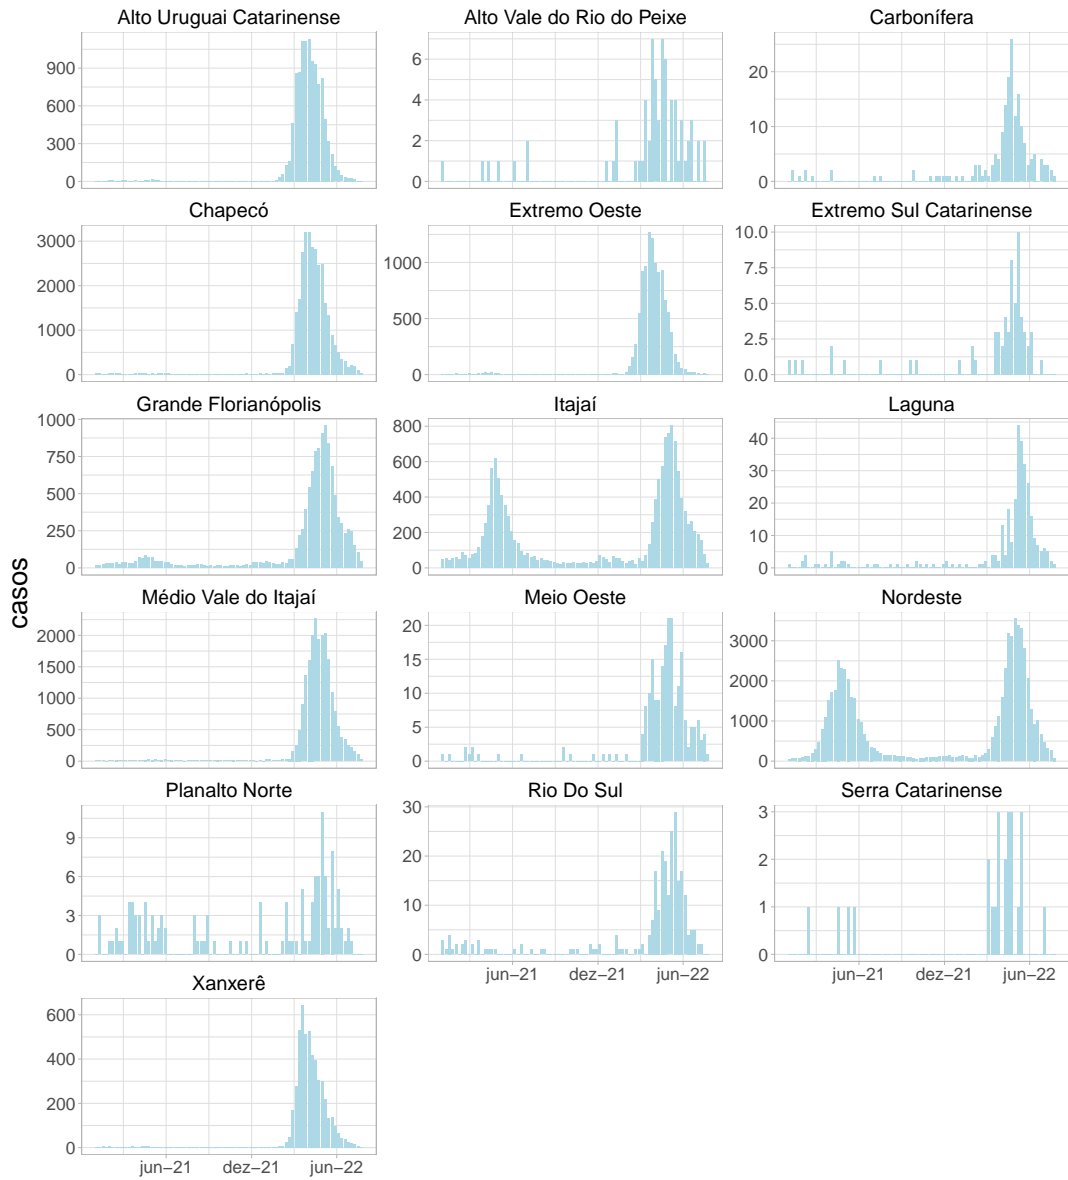 Alto Uruguai Catarinense
Alto Vale do Rio do Peixe
Carbonífera
900
600
300
0
6
4
2
0
20
10
0
Chapecó
Extremo Oeste
Extremo Sul Catarinense
3000
2000
1000
0
1000
500
0
10.0
7.5
5.0
2.5
0.0
Grande Florianópolis
Itajaí
Laguna
1000
750
500
250
0
800
600
400
200
0
40
30
20
10
0
casos
Médio Vale do Itajaí
Meio Oeste
Nordeste
2000
1500
1000
500
0
20
15
10
5
0
3000
2000
1000
0
Planalto Norte
Rio Do Sul
Serra Catarinense
9
6
3
0
30
20
10
0
3
2
1
0
jun−21
dez−21
jun−22
jun−21
dez−21
jun−22
Xanxerê
600
400
200
0
jun−21
dez−21
jun−22